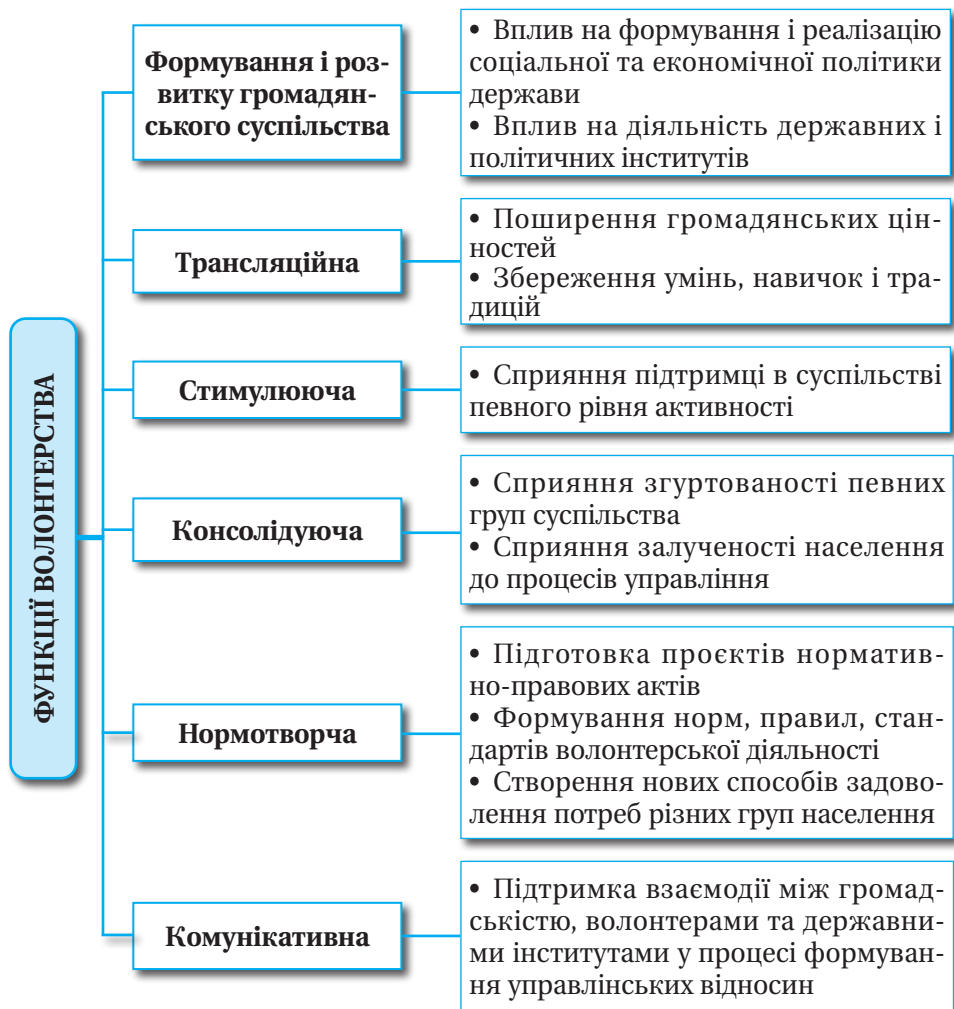 ФУНКЦІЇ ВОЛОНТЕРСТВА
Формування і роз-
витку громадян-
ського суспільства
• Вплив на формування і реалізацію
соціальної та економічної політики
держави
• Вплив на діяльність державних і
політичних інститутів
Трансляційна
• Поширення громадянських цін-
ностей
• Збереження умінь, навичок і тра-
дицій
Стимулююча
• Сприяння підтримці в суспільстві
певного рівня активності
Консолідуюча
• Сприяння згуртованості певних
груп суспільства
• Сприяння залученості населення
до процесів управління
Нормотворча
• Підготовка проєктів норматив-
но-правових актів
• Формування норм, правил, стан-
дартів волонтерської діяльності
• Створення нових способів задово-
лення потреб різних груп населення
Комунікативна
• Підтримка взаємодії між громад-
ськістю, волонтерами та державни-
ми інститутами у процесі формуван-
ня управлінських відносин